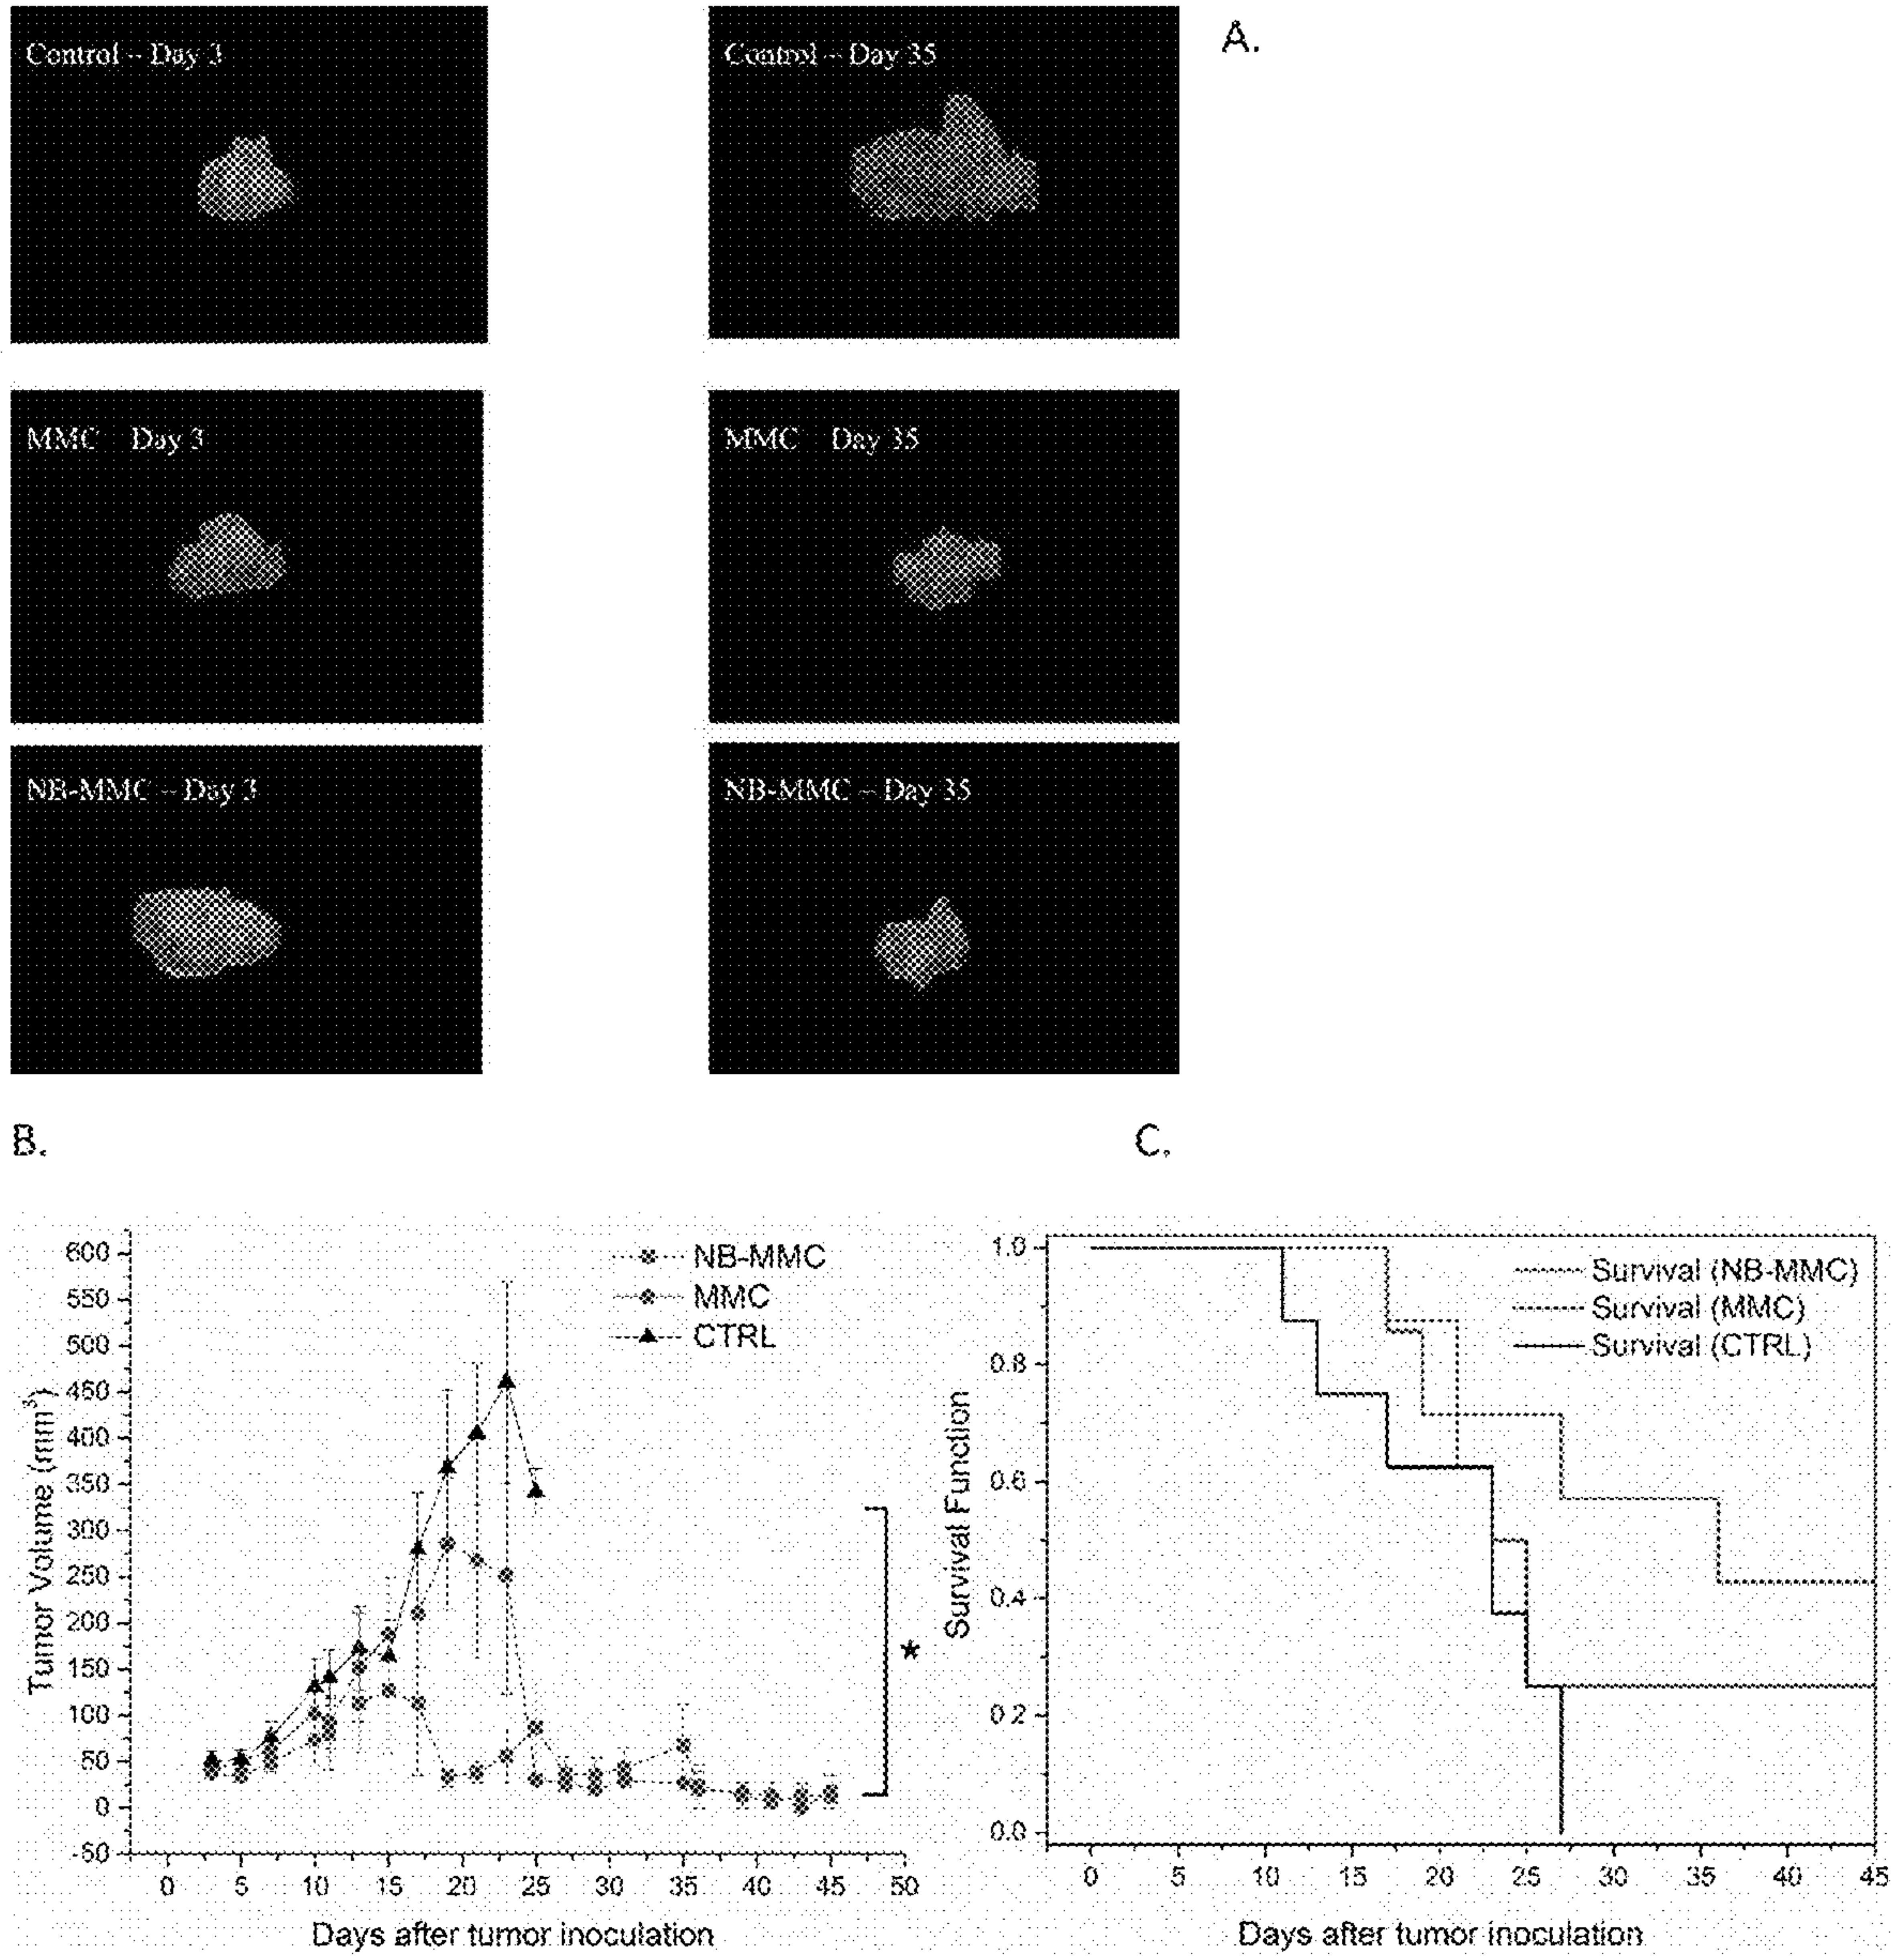 Control – Day 3
Control – Day 35
A.
MMC Day 3
MMC Day 35
NB-MMC – Day 3
NB-MMC – Day 35
B.
C.
600
550
500
450
400
350
300
250
200
150
100
50
0
-50
Tumor Volume (mm³)
NB-MMC
MMC
CTRL
★
0 5 10 15 20 25 30 35 40 45 50
Days after tumor inoculation
1.0
0.8
0.6
0.4
0.2
0.0
Survival Function
Survival (NB-MMC)
Survival (MMC)
Survival (CTRL)
0 5 10 15 20 25 30 35 40 45
Days after tumor inoculation